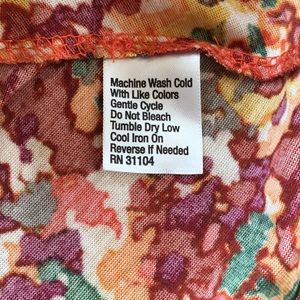 Machine Wash Cold
With Like Colors
Gentle Cycle
Do Not Bleach
Tumble Dry Low
Cool Iron On
Reverse If Needed
RN 31104